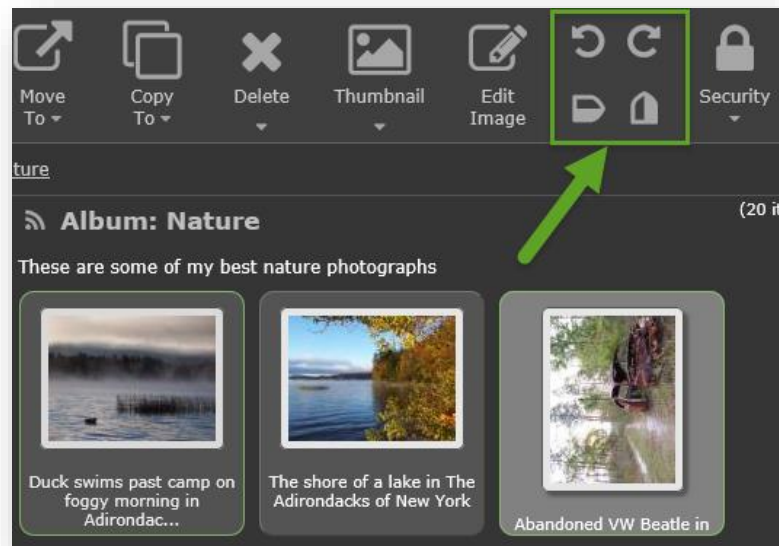 Move
To
Copy
To
Delete
Thumbnail
Edit
Image
Security
ture
Album: Nature
(20 it
These are some of my best nature photographs
Duck swims past camp on
foggy morning in
Adirondac...
The shore of a lake in The
Adirondacks of New York
Abandoned VW Beatle in